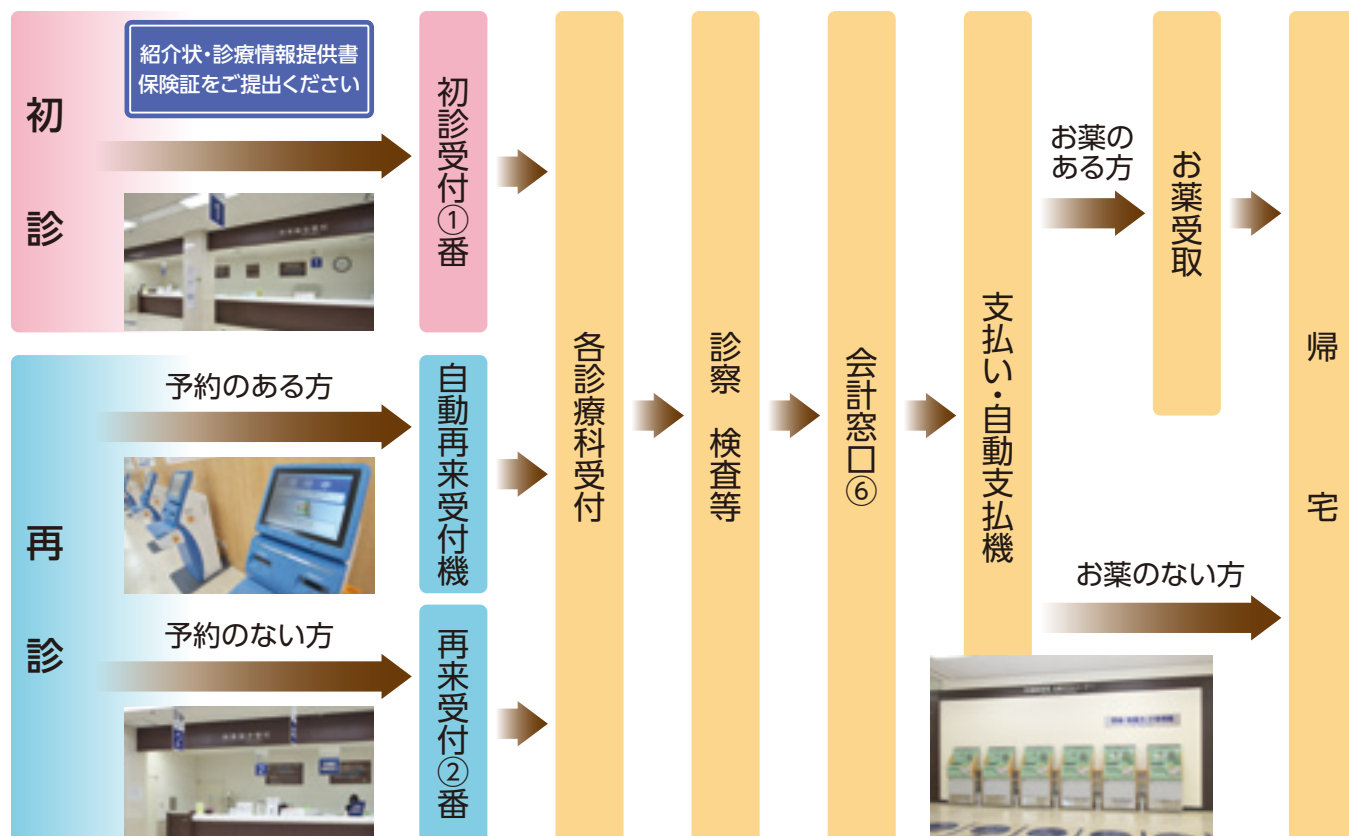 初診
紹介状・診療情報提供書
保険証をご提出ください
1
1
初診受付①番
再診
予約のある方
自動再来受付機
予約のない方
2
2
再来受付②番
各診療科受付
診察 検査等
会計窓口⑥
支払い・自動支払機
お薬の
ある方
お薬受取
お薬のない方
帰宅